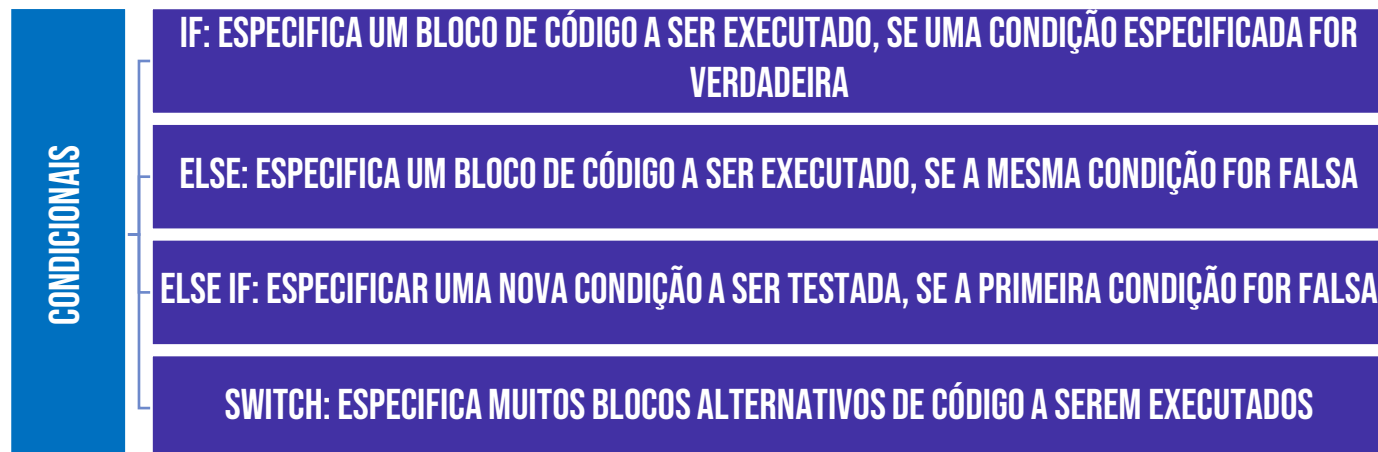 CONDICIONAIS
IF: ESPECIFICA UM BLOCO DE CÓDIGO A SER EXECUTADO, SE UMA CONDIÇÃO ESPECIFICADA FOR
VERDADEIRA
ELSE: ESPECIFICA UM BLOCO DE CÓDIGO A SER EXECUTADO, SE A MESMA CONDIÇÃO FOR FALSA
ELSE IF: ESPECIFICAR UMA NOVA CONDIÇÃO A SER TESTADA, SE A PRIMEIRA CONDIÇÃO FOR FALSA
SWITCH: ESPECIFICA MUITOS BLOCOS ALTERNATIVOS DE CÓDIGO A SEREM EXECUTADOS